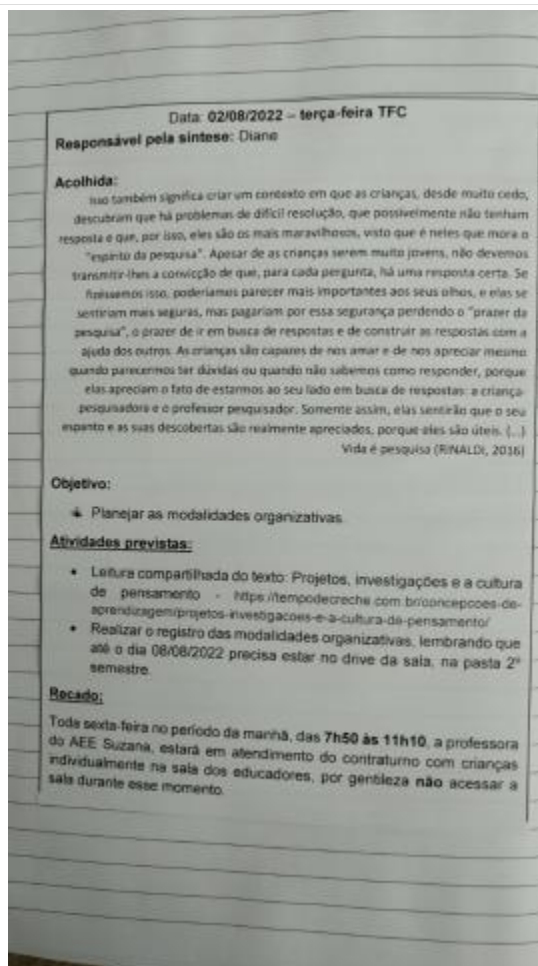 Data: 02/08/2022 – terça-feira TFC
Responsável pela síntese: Diane
Acolhida:
Isso também significa criar um contexto em que as crianças, desde muito cedo,
descubram que há problemas de difícil resolução, que possivelmente não tenham
resposta e que, por isso, eles são os mais maravilhosos, visto que é neles que mora o
"espírito da pesquisa". Apesar de as crianças serem muito jovens, não devemos
transmitir-lhes a convicção de que, para cada pergunta, há uma resposta certa. Se
fizéssemos isso, poderíamos parecer mais importantes aos seus olhos, e elas se
sentiriam mais seguras, mas pagariam por essa segurança perdendo o "prazer da
pesquisa", o prazer de ir em busca de respostas e de construir as respostas com a
ajuda dos outros. As crianças são capazes de nos amar e de nos apreciar mesmo
quando parecermos ter dúvidas ou quando não sabemos como responder, porque
elas apreciam o fato de estarmos ao seu lado em busca de respostas: a criança-
pesquisadora e o professor pesquisador. Somente assim, elas sentirão que o seu
espanto e as suas descobertas são realmente apreciados, porque eles são úteis. (...)
Vida é pesquisa (RINALDI, 2016)
Objetivo:
Planejar as modalidades organizativas.
Atividades previstas:
• Leitura compartilhada do texto: Projetos, investigações e a cultura
de pensamento - https://tempodecreche.com.br/concepcoes-de-
aprendizagem/projetos-investigacoes-e-a-cultura-de-pensamento/
• Realizar o registro das modalidades organizativas, lembrando que
até o dia 08/08/2022 precisa estar no drive da sala, na pasta 2º
semestre.
Recado:
Toda sexta-feira no período da manhã, das 7h50 às 11h10, a professora
do AEE Suzana, estará em atendimento do contraturno com crianças
individualmente na sala dos educadores, por gentileza não acessar a
sala durante esse momento.